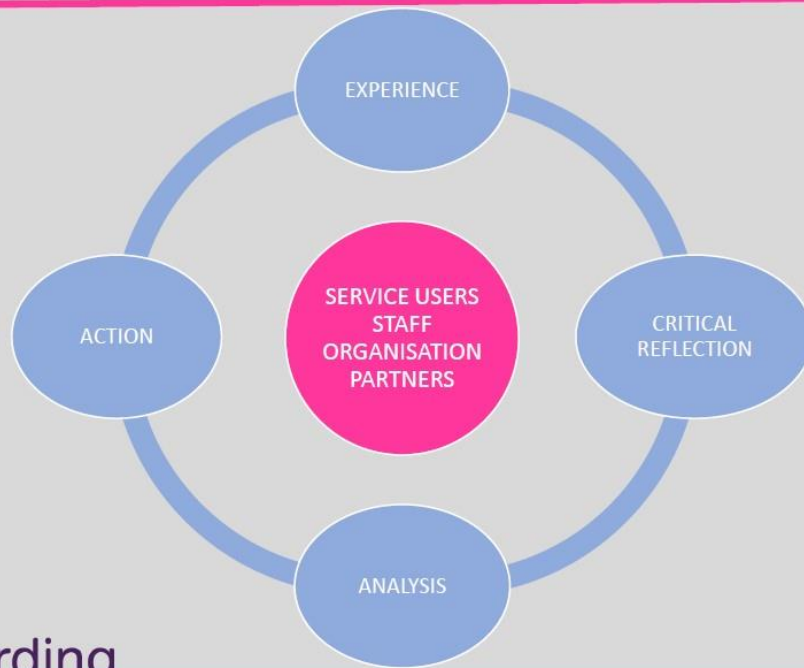 EXPERIENCE
SERVICE USERS
STAFF
ORGANISATION
PARTNERS
ACTION
CRITICAL
REFLECTION
ANALYSIS